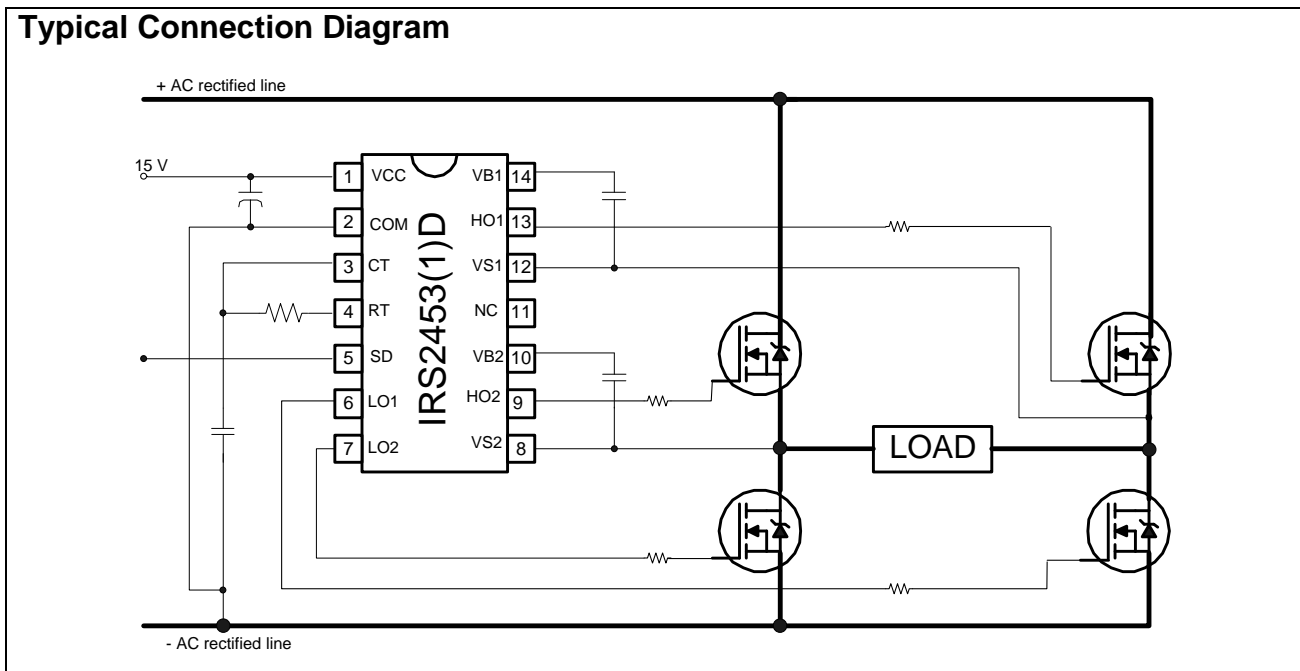 Typical Connection Diagram
+ AC rectified line
15 V
1 VCC VB1 14
2 COM HO1 13
3 CT VS1 12
4 RT NC 11
5 SD VB2 10
6 LO1 HO2 9
7 LO2 VS2 8
IRS2453(1)D
LOAD
- AC rectified line